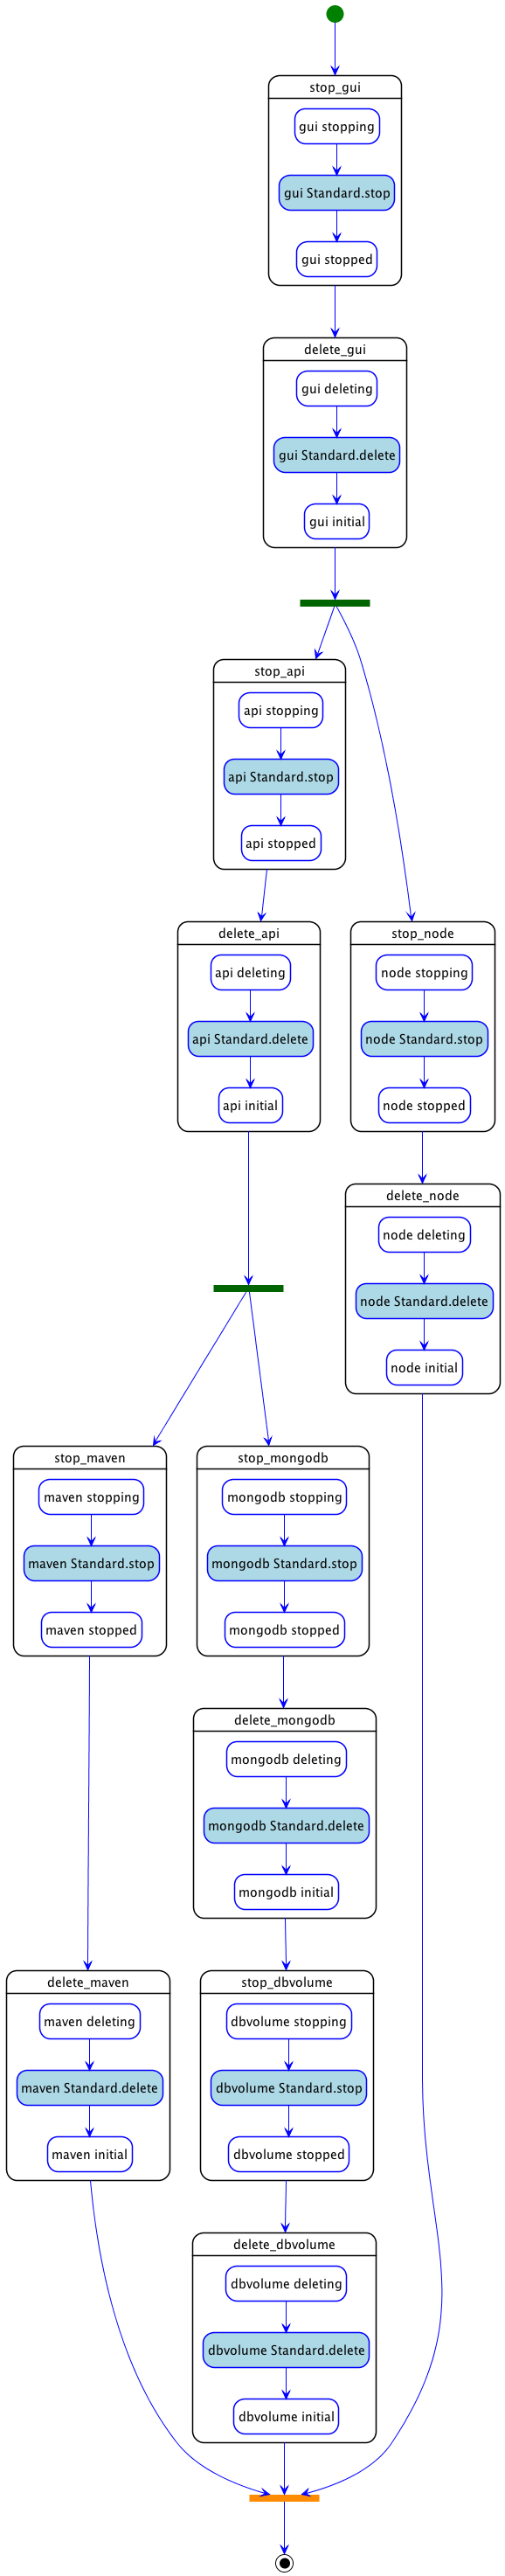 stop_gui
gui stopping
gui Standard.stop
gui stopped
delete_gui
gui deleting
gui Standard.delete
gui initial
stop_api
api stopping
api Standard.stop
api stopped
delete_api
api deleting
api Standard.delete
api initial
stop_node
node stopping
node Standard.stop
node stopped
delete_node
node deleting
node Standard.delete
node initial
stop_maven
maven stopping
maven Standard.stop
maven stopped
stop_mongodb
mongodb stopping
mongodb Standard.stop
mongodb stopped
delete_mongodb
mongodb deleting
mongodb Standard.delete
mongodb initial
delete_maven
maven deleting
maven Standard.delete
maven initial
stop_dbvolume
dbvolume stopping
dbvolume Standard.stop
dbvolume stopped
delete_dbvolume
dbvolume deleting
dbvolume Standard.delete
dbvolume initial